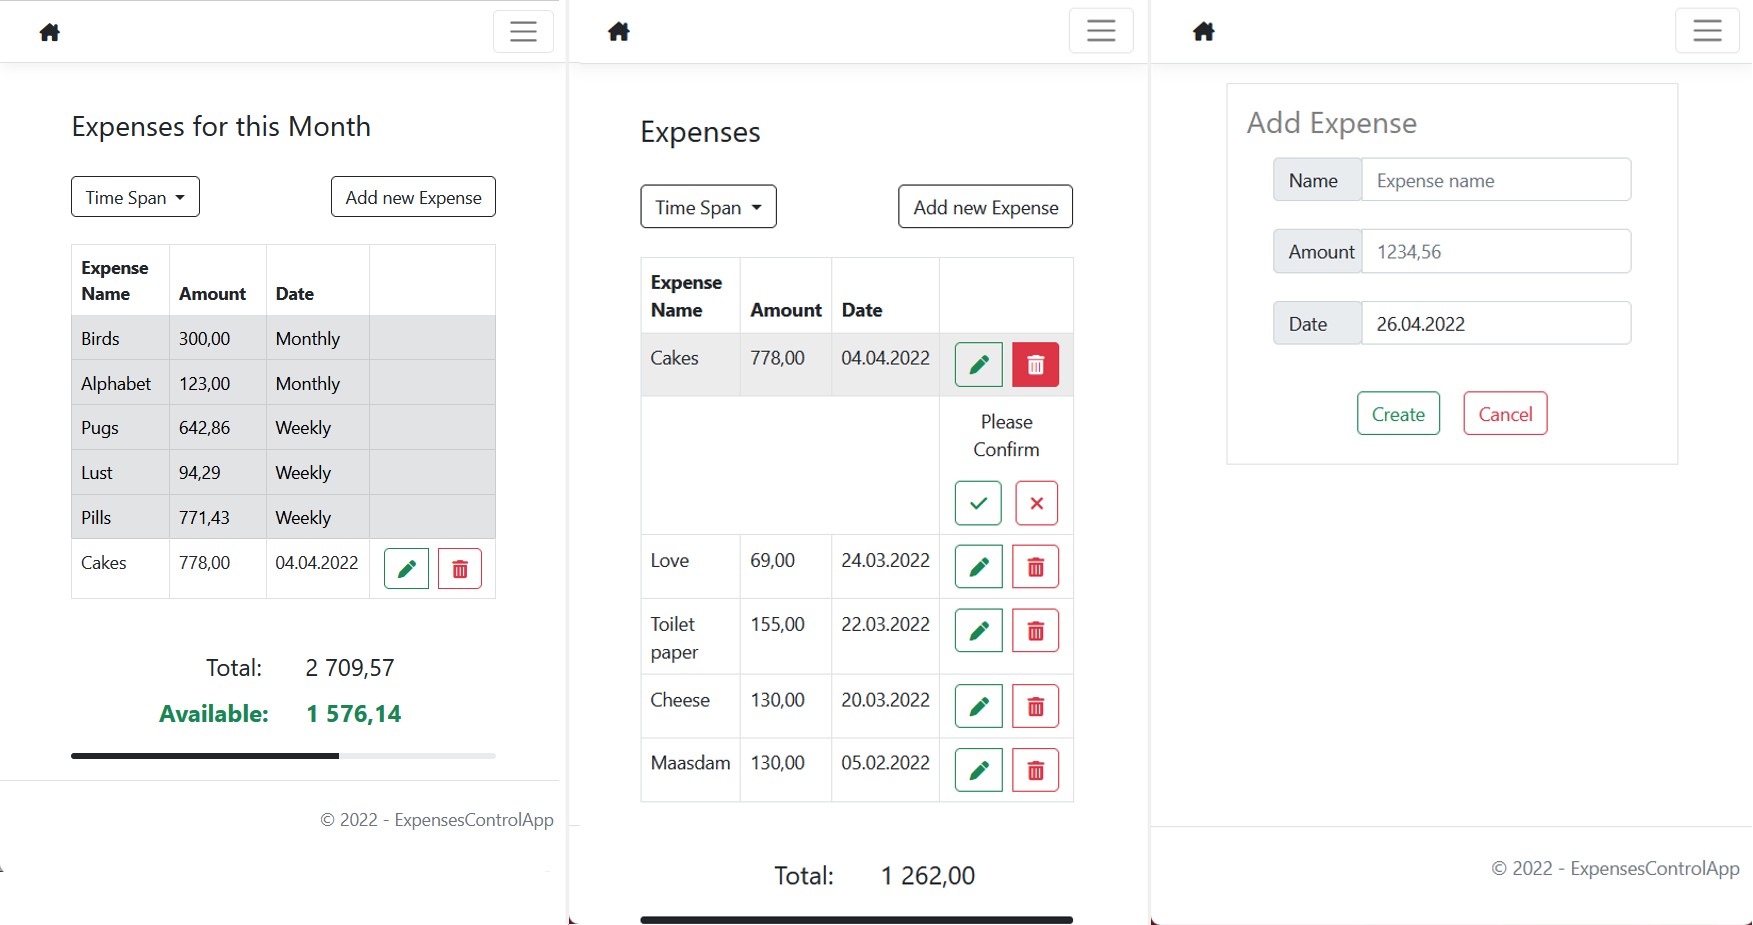 Expenses for this Month
Time Span
Add new Expense
Expense Name Amount Date
Birds 300,00 Monthly
Alphabet 123,00 Monthly
Pugs 642,86 Weekly
Lust 94,29 Weekly
Pills 771,43 Weekly
Cakes 778,00 04.04.2022
Total: 2 709,57
Available: 1 576,14
© 2022 - ExpensesControlApp
Expenses
Time Span
Add new Expense
Expense Name Amount Date
Cakes 778,00 04.04.2022
Please
Confirm
Love 69,00 24.03.2022
Toilet paper 155,00 22.03.2022
Cheese 130,00 20.03.2022
Maasdam 130,00 05.02.2022
Total: 1 262,00
Add Expense
Name Expense name
Amount 1234,56
Date 26.04.2022
Create Cancel
© 2022 - ExpensesControlApp